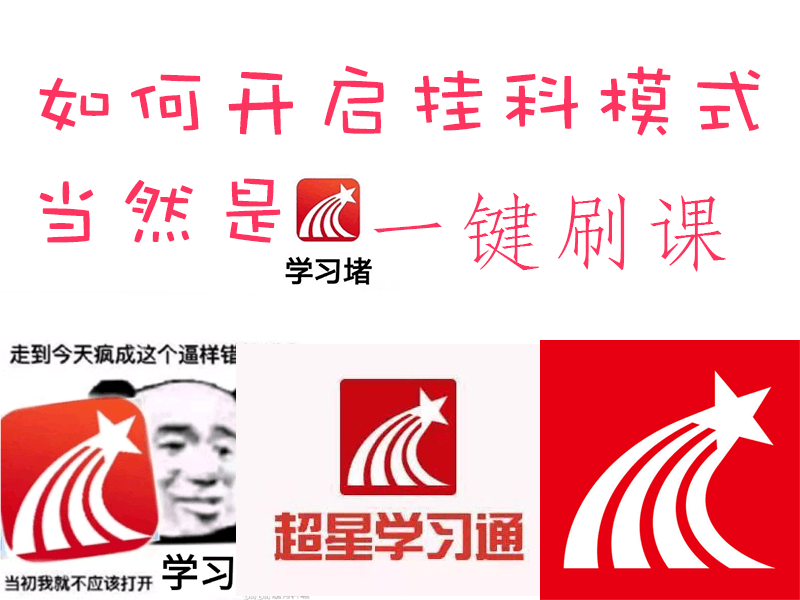 如何开启挂科模式
当然是 一键刷课
学习堵
走到今天疯成这个逼样
当初我就不应该打开
学习
超星学习通